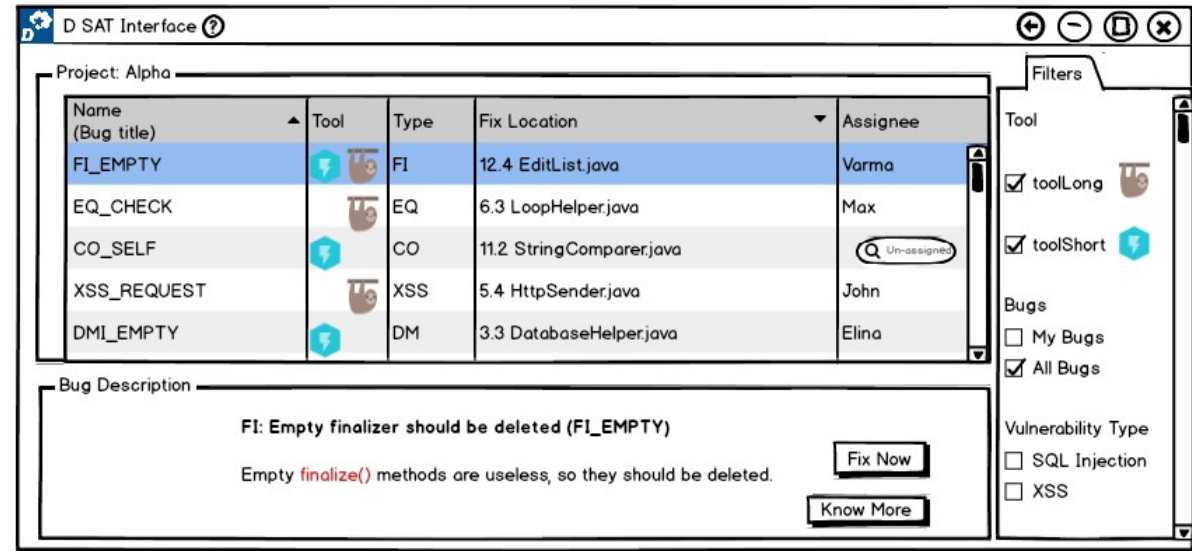 D
D SAT Interface ?
Project: Alpha
Filters
Name
(Bug title)
Tool
Type
Fix Location
Assignee
FI_EMPTY FI 12.4 EditList.java Varma
EQ_CHECK EQ 6.3 LoopHelper.java Max
CO_SELF CO 11.2 StringComparer.java Un-assigned
XSS_REQUEST XSS 5.4 HttpSender.java John
DMI_EMPTY DM 3.3 DatabaseHelper.java Elina
Tool
toolLong
toolShort
Bugs
My Bugs
All Bugs
Vulnerability Type
SQL Injection
XSS
Bug Description
FI: Empty finalizer should be deleted (FI_EMPTY)
Empty finalize() methods are useless, so they should be deleted.
Fix Now
Know More